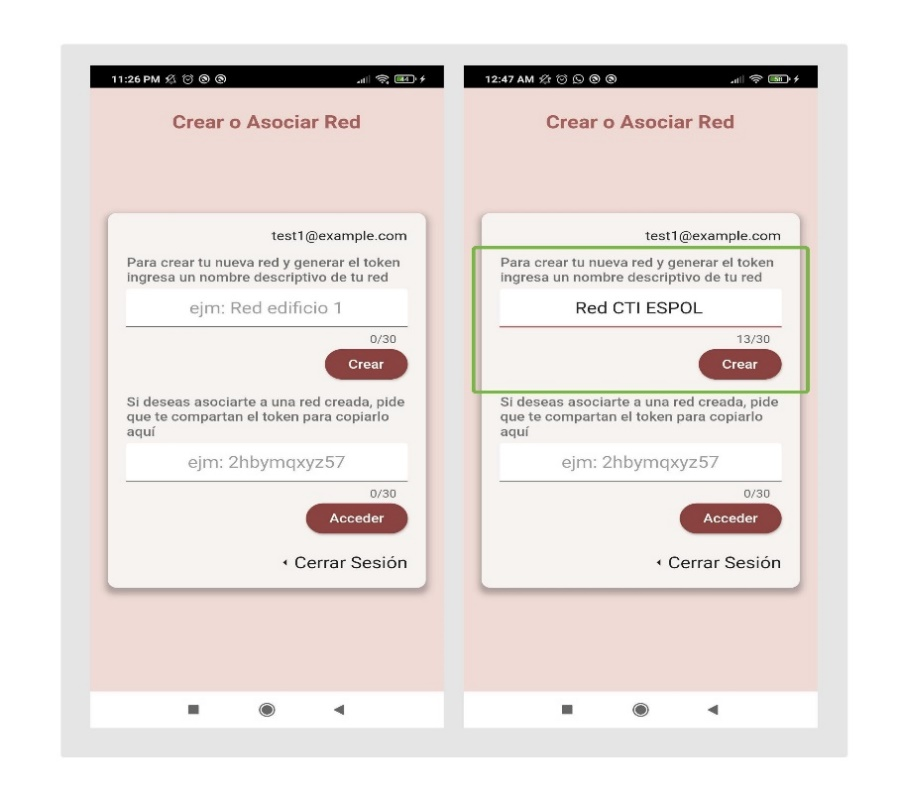 11:26 PM
Crear o Asociar Red
test1@example.com
Para crear tu nueva red y generar el token
ingresa un nombre descriptivo de tu red
ejm: Red edificio 1
0/30
Crear
Si deseas asociarte a una red creada, pide
que te compartan el token para copiarlo
aquí
ejm: 2hbymqxyz57
0/30
Acceder
Cerrar Sesión
12:47 AM
Crear o Asociar Red
test1@example.com
Para crear tu nueva red y generar el token
ingresa un nombre descriptivo de tu red
Red CTI ESPOL
13/30
Crear
Si deseas asociarte a una red creada, pide
que te compartan el token para copiarlo
aquí
ejm: 2hbymqxyz57
0/30
Acceder
Cerrar Sesión